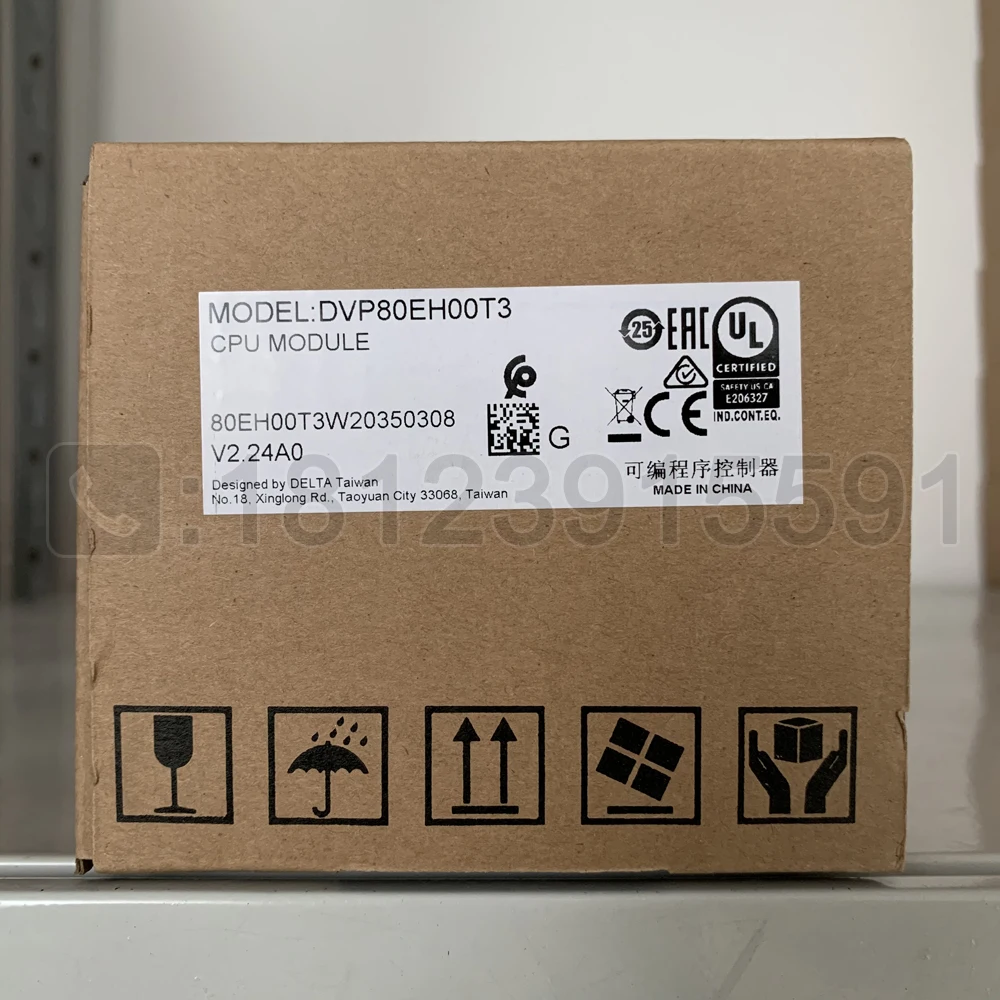 MODEL:DVP80EH00T3
CPU MODULE
80EH00T3W20350308
V2.24A0
Designed by DELTA Taiwan
No.18, Xinglong Rd., Taoyuan City 33068, Taiwan
G
25
EAC
UL
CERTIFIED
SAFETY US CA
E206327
IND.CONT.EQ.
CE
可编程序控制器
MADE IN CHINA
:18123915591